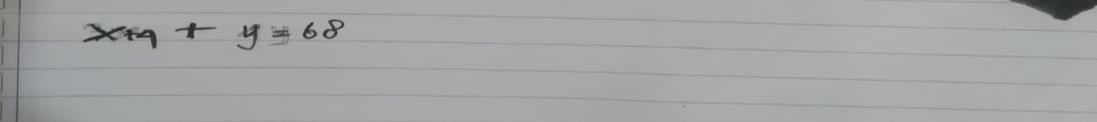 x+9 + y = 68